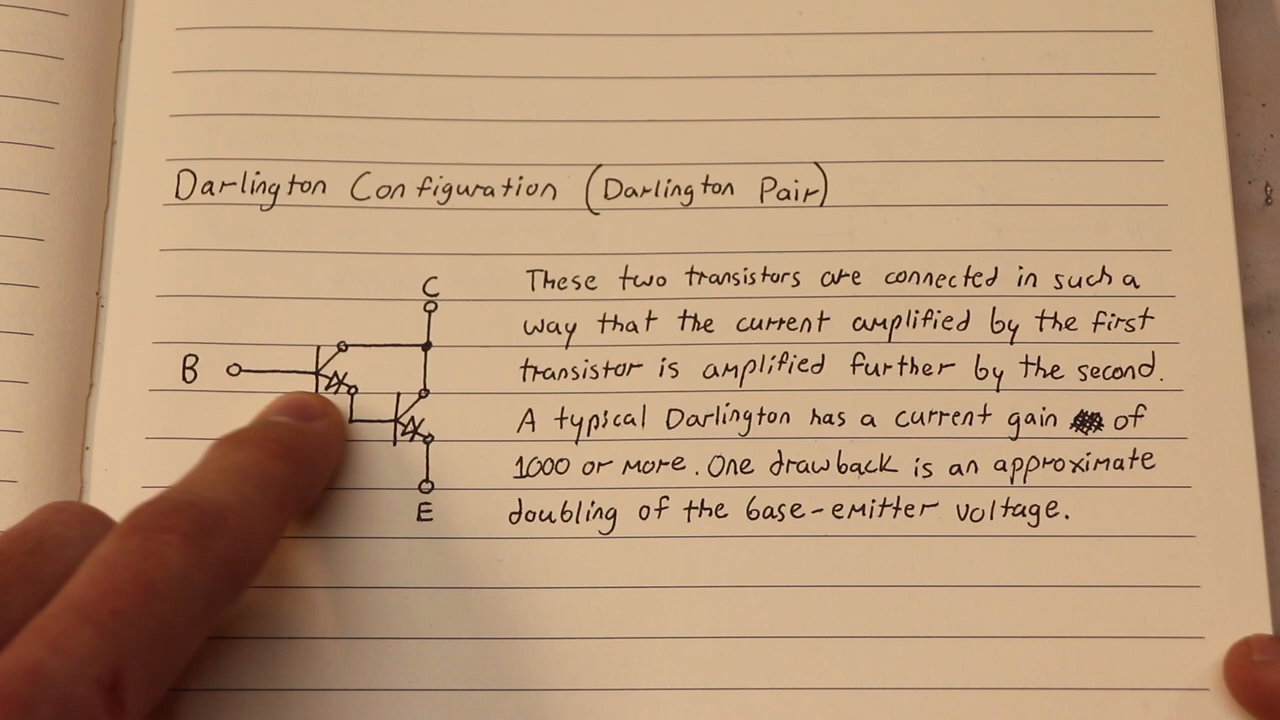 Darlington Configuration (Darlington Pair)
C
B
E
These two transistors are connected in such a
way that the current amplified by the first
transistor is amplified further by the second.
A typical Darlington has a current gain of
1000 or more. One drawback is an approximate
doubling of the base-emitter voltage.